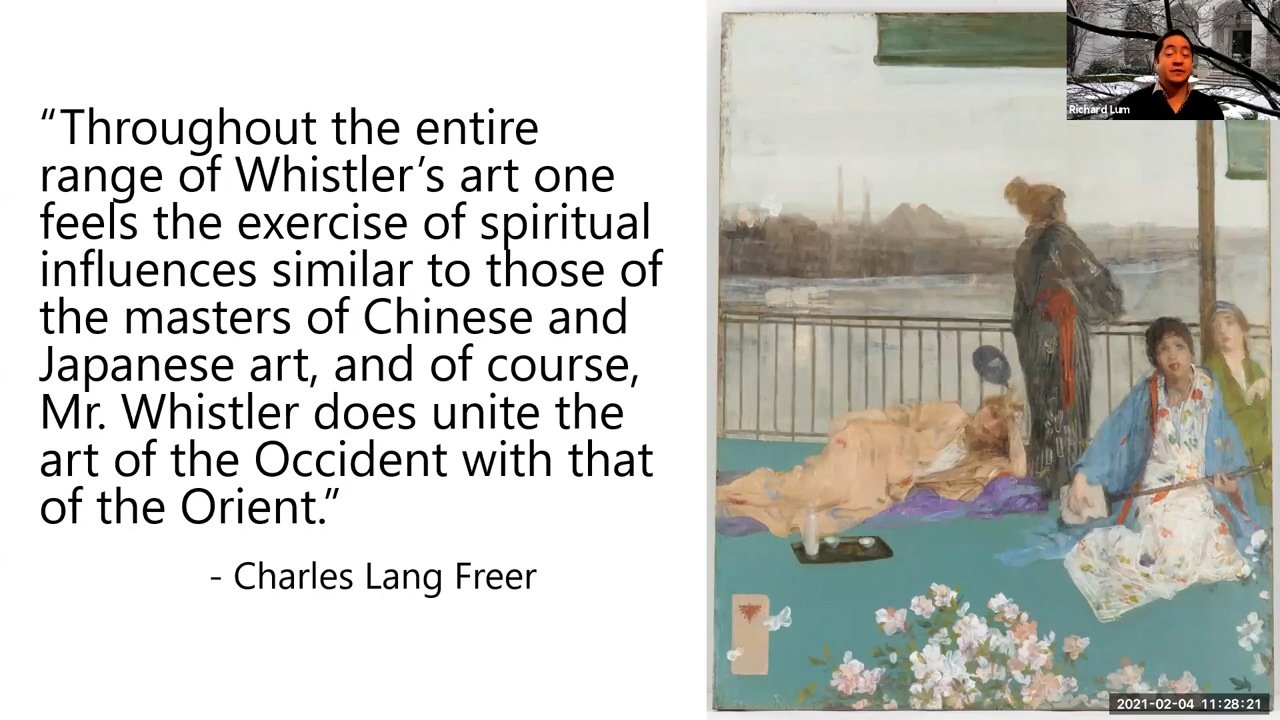 “Throughout the entire
range of Whistler’s art one
feels the exercise of spiritual
influences similar to those of
the masters of Chinese and
Japanese art, and of course,
Mr. Whistler does unite the
art of the Occident with that
of the Orient.”
- Charles Lang Freer
Richard Lum
2021-02-04 11:28:21